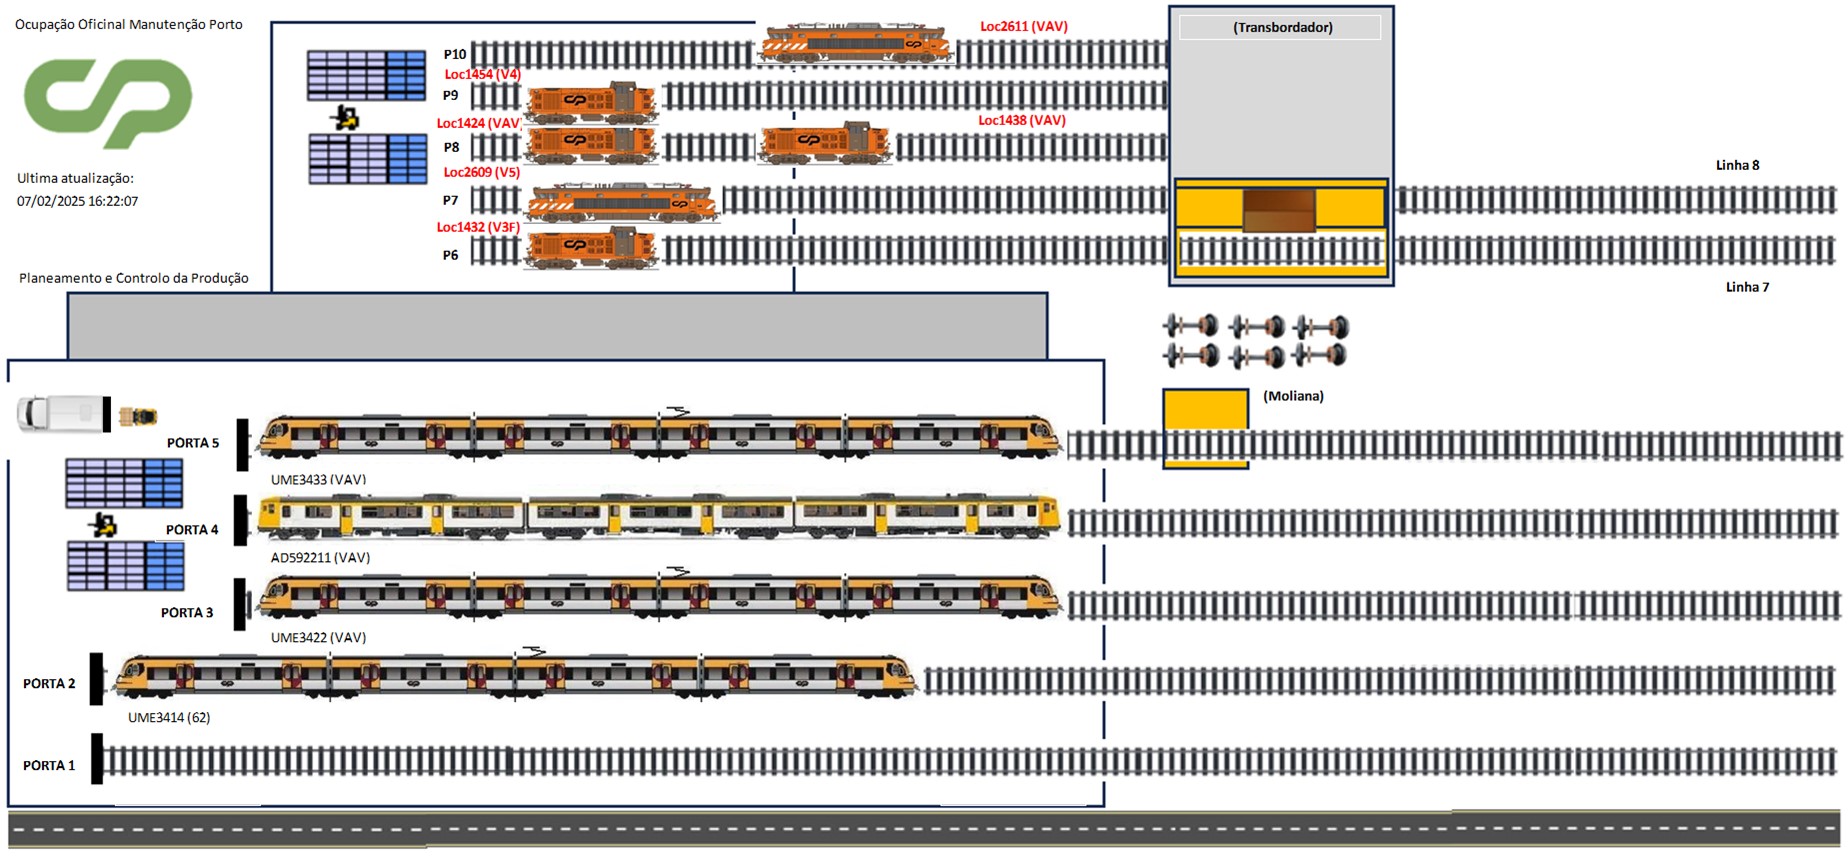 Ocupação Oficinal Manutenção Porto
CP
Ultima atualização:
07/02/2025 16:22:07
Planeamento e Controlo da Produção
P10
Loc2611 (VAV)
(Transbordador)
Loc1454 (V4)
P9
Loc1424 (VAV)
Loc1438 (VAV)
P8
Loc2609 (V5)
P7
Linha 8
Loc1432 (V3F)
P6
Linha 7
(Moliana)
PORTA 5
UME3433 (VAV)
PORTA 4
AD592211 (VAV)
PORTA 3
UME3422 (VAV)
PORTA 2
UME3414 (62)
PORTA 1